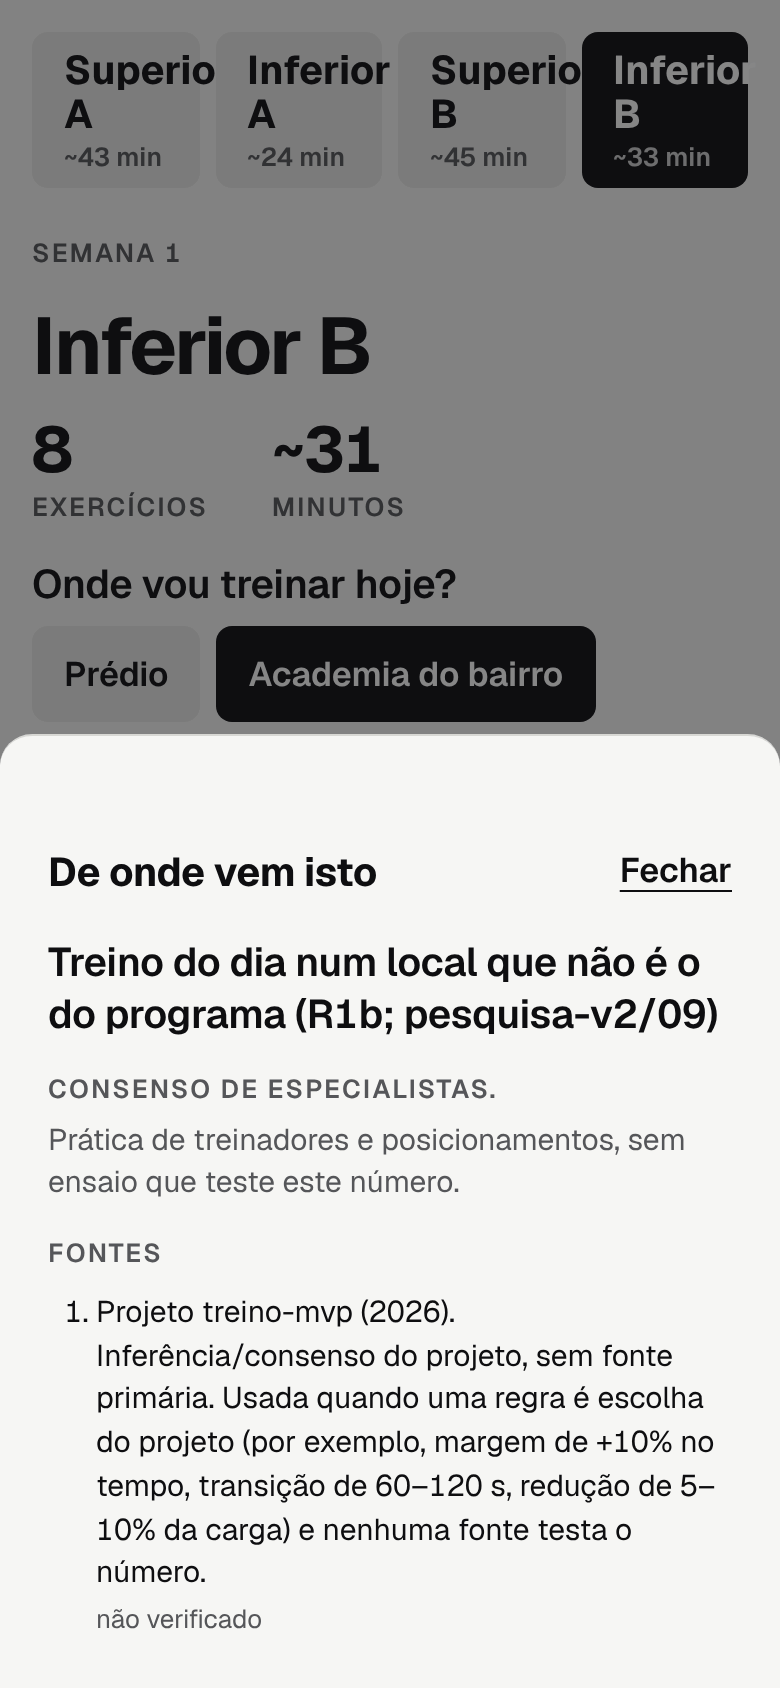 Superio Inferior Superio Inferior
A A B B
~43 min ~24 min ~45 min ~33 min
SEMANA 1
Inferior B
8 ~31
EXERCÍCIOS MINUTOS
Onde vou treinar hoje?
Prédio Academia do bairro
De onde vem isto Fechar
Treino do dia num local que não é o
do programa (R1b; pesquisa-v2/09)
CONSENSO DE ESPECIALISTAS.
Prática de treinadores e posicionamentos, sem
ensaio que teste este número.
FONTES
1. Projeto treino-mvp (2026).
Inferência/consenso do projeto, sem fonte
primária. Usada quando uma regra é escolha
do projeto (por exemplo, margem de +10% no
tempo, transição de 60–120 s, redução de 5–
10% da carga) e nenhuma fonte testa o
número.
não verificado